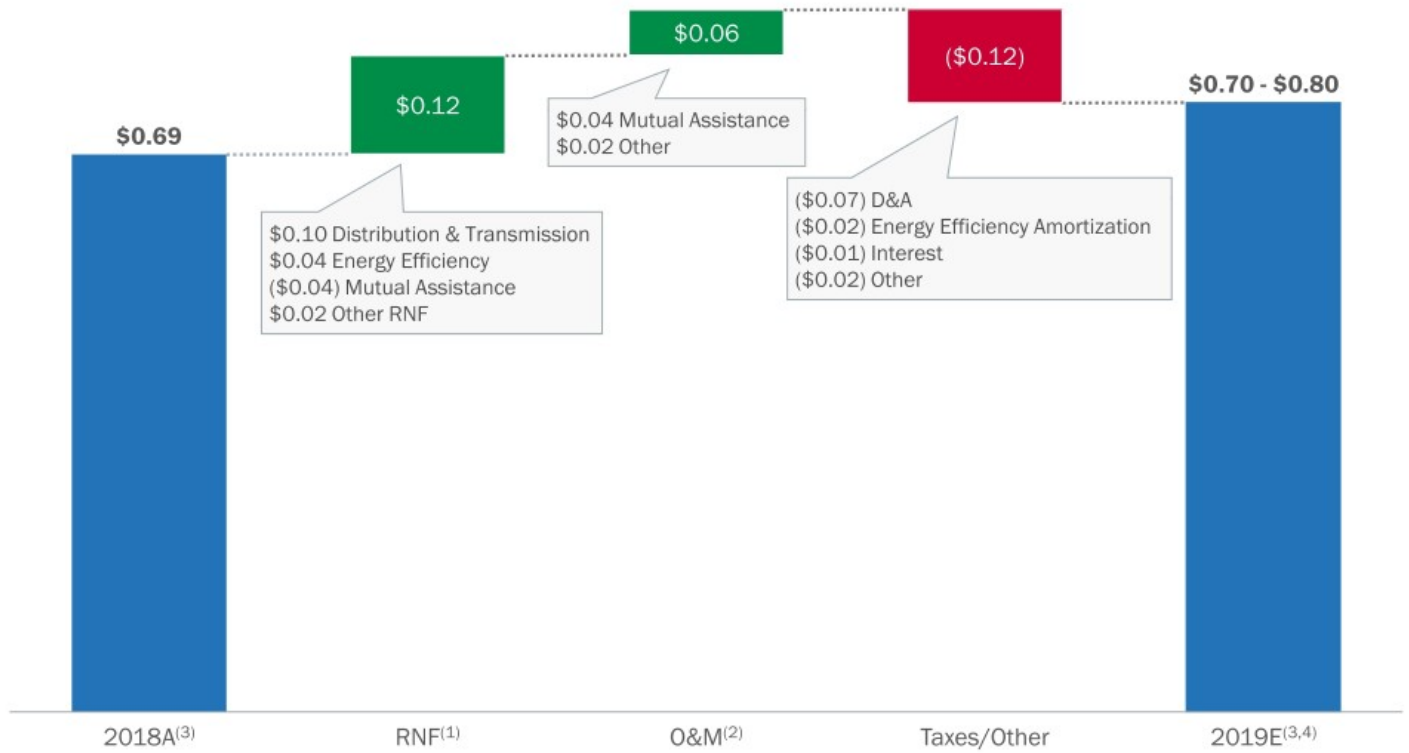 $0.69
$0.12
$0.10 Distribution & Transmission
$0.04 Energy Efficiency
($0.04) Mutual Assistance
$0.02 Other RNF
$0.06
$0.04 Mutual Assistance
$0.02 Other
($0.12)
($0.07) D&A
($0.02) Energy Efficiency Amortization
($0.01) Interest
($0.02) Other
$0.70 - $0.80
2018A(3)
RNF(1)
O&M(2)
Taxes/Other
2019E(3,4)